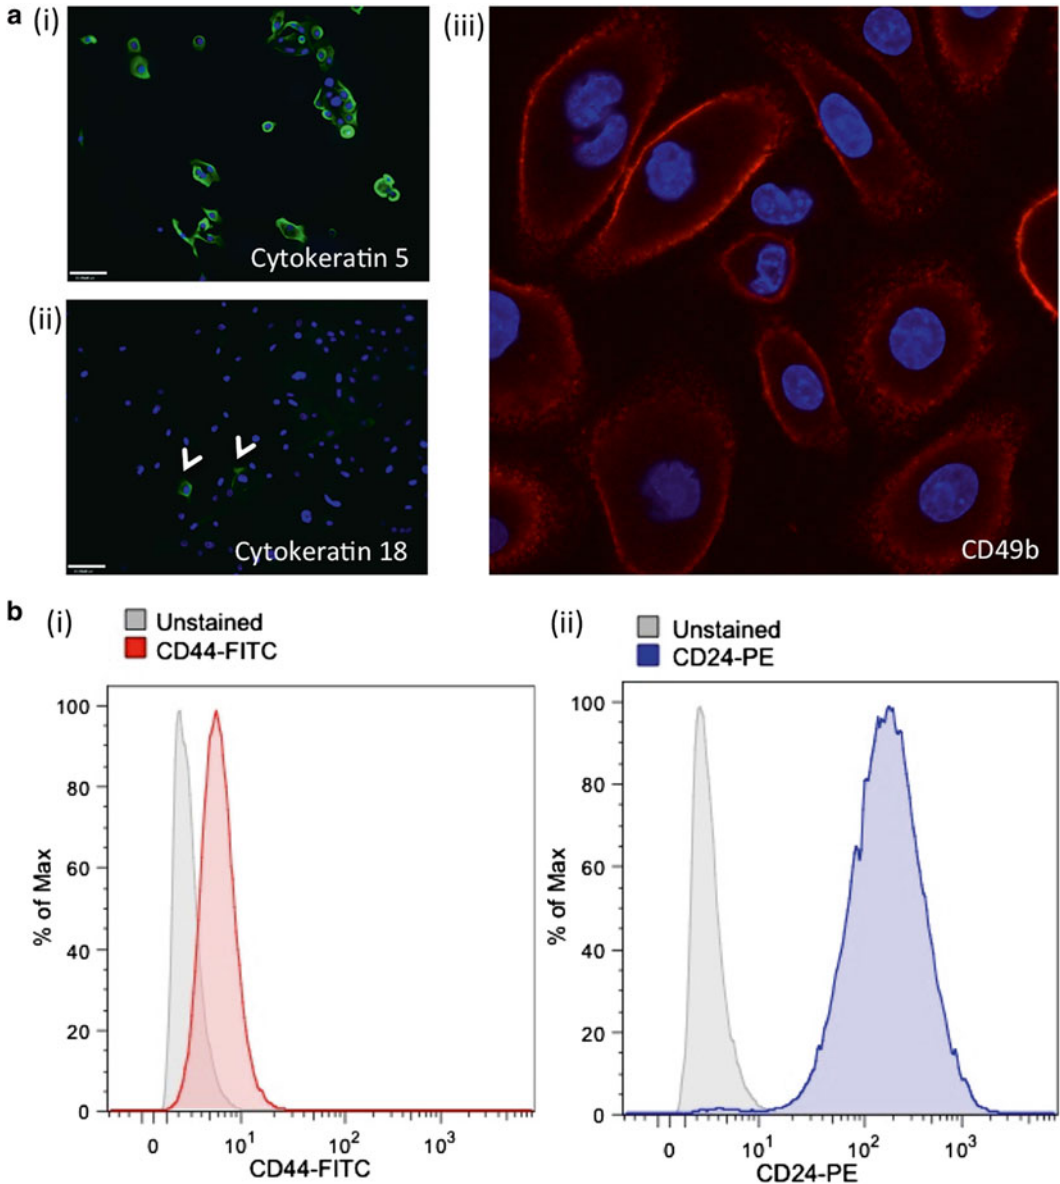 a (i)
Cytokeratin 5
(ii)
Cytokeratin 18
(iii)
CD49b
b (i)
Unstained
CD44-FITC
100
80
60
40
20
0
% of Max
0 10¹ 10² 10³
CD44-FITC
(ii)
Unstained
CD24-PE
100
80
60
40
20
0
% of Max
0 10¹ 10² 10³
CD24-PE